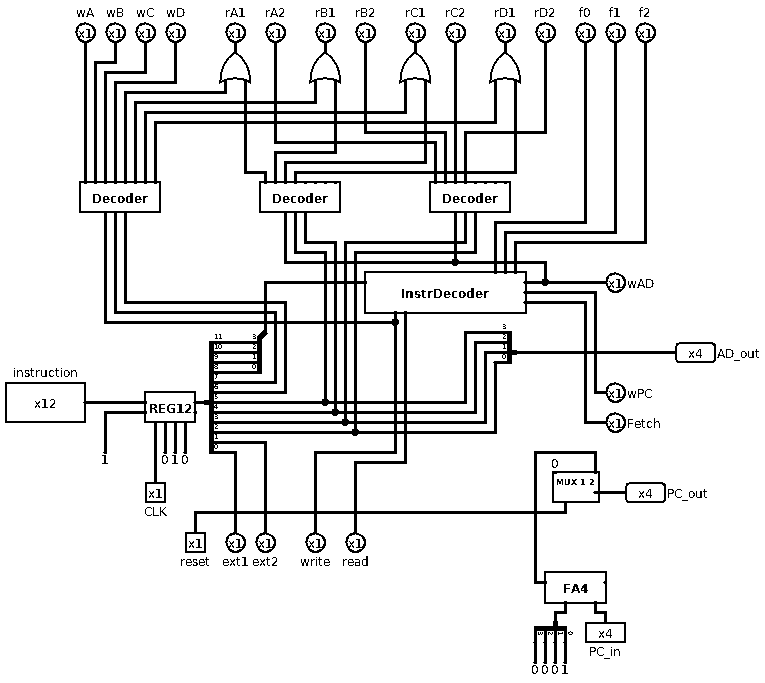 wA wB wC wD rA1 rA2 rB1 rB2 rC1 rC2 rD1 rD2 f0 f1 f2
x1 x1 x1 x1 x1 x1 x1 x1 x1 x1 x1 x1 x1 x1 x1
Decoder Decoder Decoder
InstrDecoder x1 wAD
11
10
9
8
7
6
5
4
3
2
1
0
3
2
1
0
3
2
1
0
x4 AD_out
instruction
x12 REG12
x1 wPC
x1 Fetch
1 0 1 0
x1
CLK
0
MUX 1 2 x4 PC_out
x1 x1 x1 x1 x1
reset ext1 ext2 write read
FA4
3 2 1 0
x4
PC_in
0 0 0 1